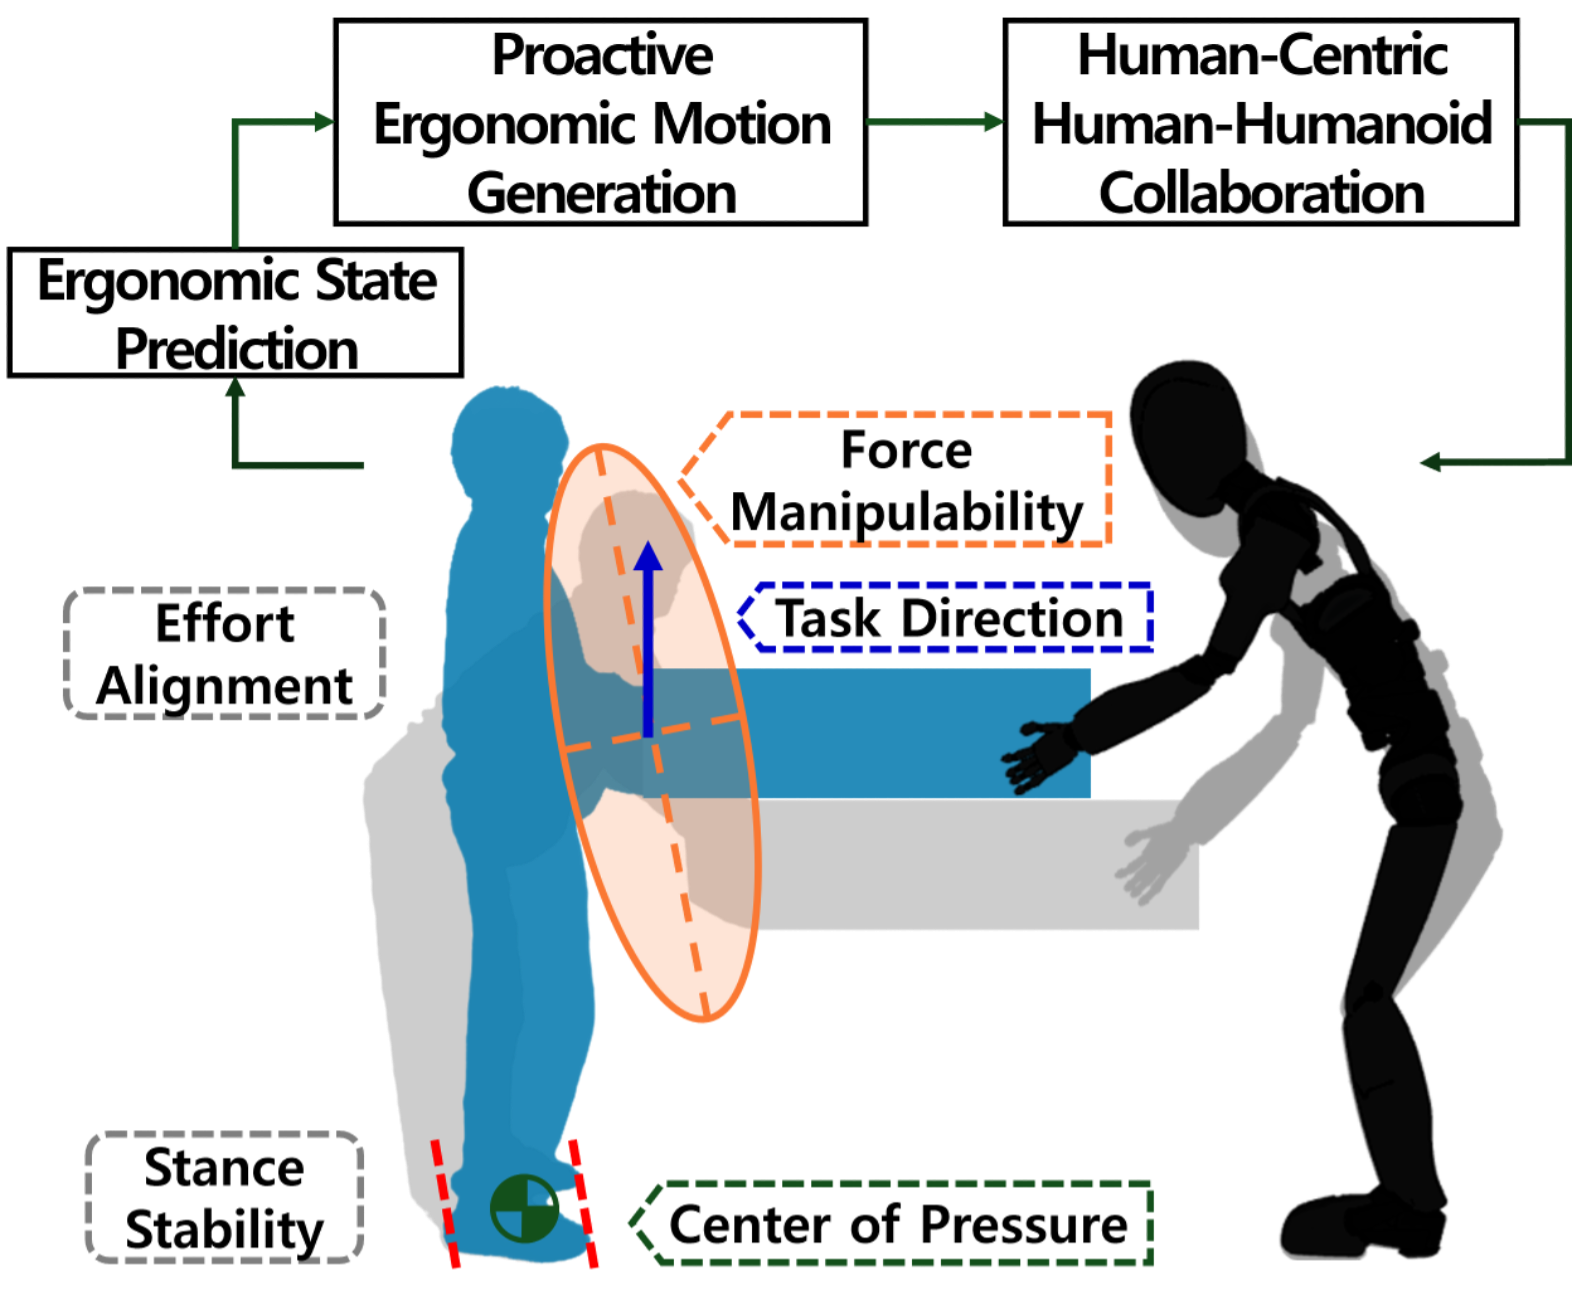 Proactive
Ergonomic Motion
Generation
Human-Centric
Human-Humanoid
Collaboration
Ergonomic State
Prediction
Force
Manipulability
Task Direction
Effort
Alignment
Stance
Stability
Center of Pressure